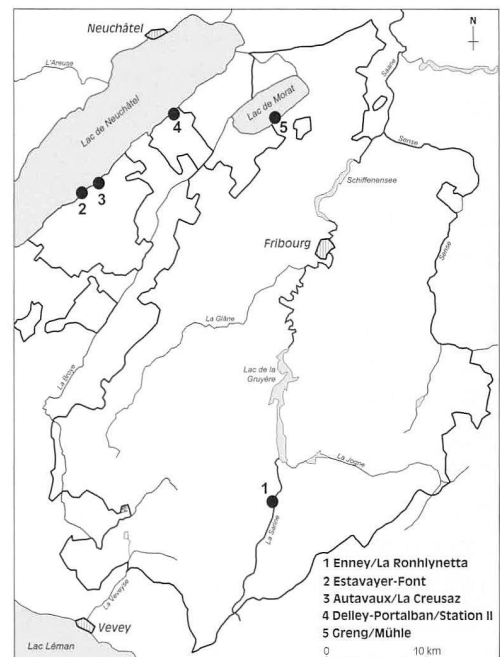 Neuchâtel
N
L'Areuse
Lac de Neuchâtel
Lac de Morat
Saane
4
5
Sense
2
3
Schiffenensee
Fribourg
Sense
La Glâne
La Broye
Lac de la
Gruyère
La Jogne
1
La Sarine
La Veveyse
Vevey
Lac Léman
1 Enney/La Ronhlynetta
2 Estavayer-Font
3 Autavaux/La Creusaz
4 Delley-Portalban/Station II
5 Greng/Mühle
0 10 km